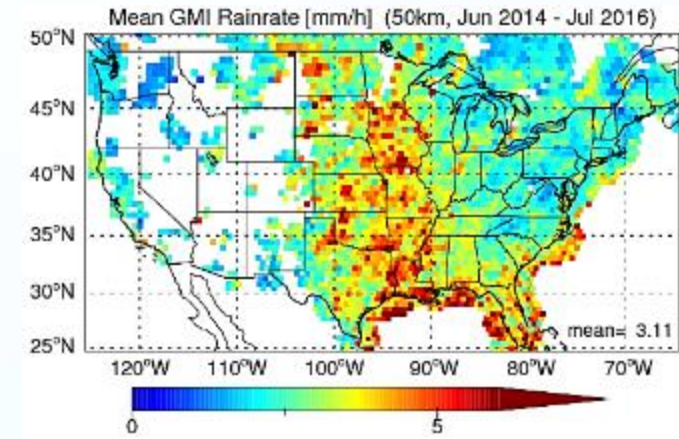 Mean GMI Rainrate [mm/h] (50km, Jun 2014 - Jul 2016)
50°N
45°N
40°N
35°N
30°N
25°N
mean= 3.11
120°W 110°W 100°W 90°W 80°W 70°W
0 5